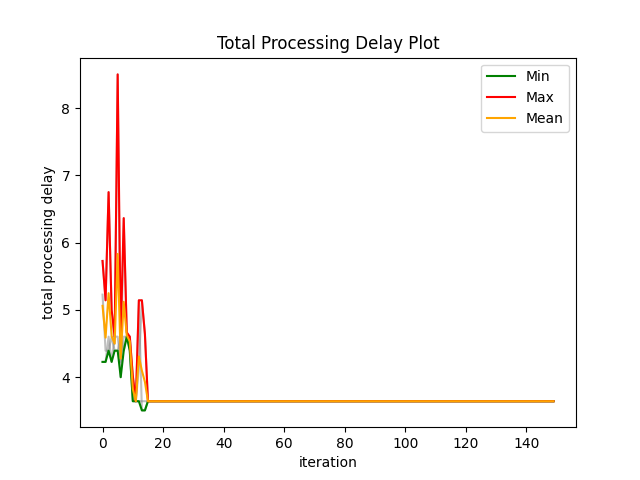 Total Processing Delay Plot
Min
Max
Mean
total processing delay
8
7
6
5
4
0 20 40 60 80 100 120 140
iteration